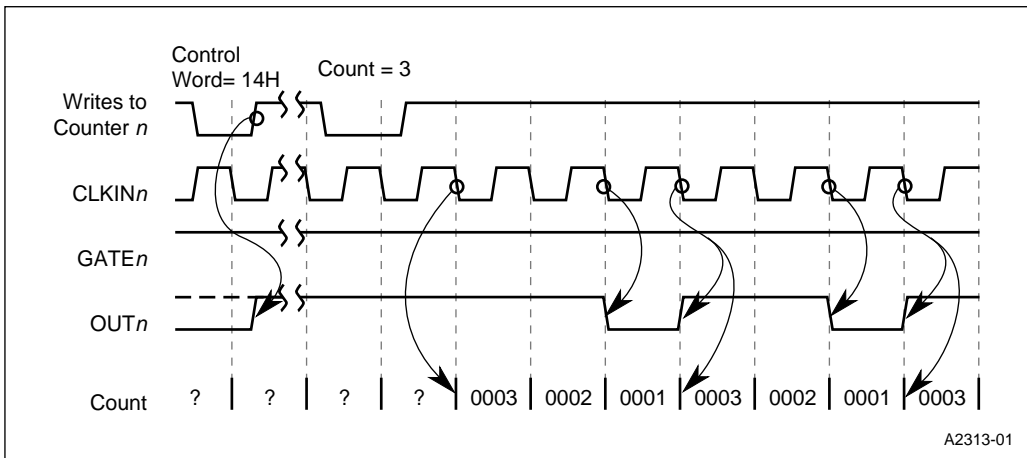 Control
Word= 14H
Count = 3
Writes to
Counter n
CLKINn
GATEn
OUTn
Count ? ? ? ? 0003 0002 0001 0003 0002 0001 0003
A2313-01